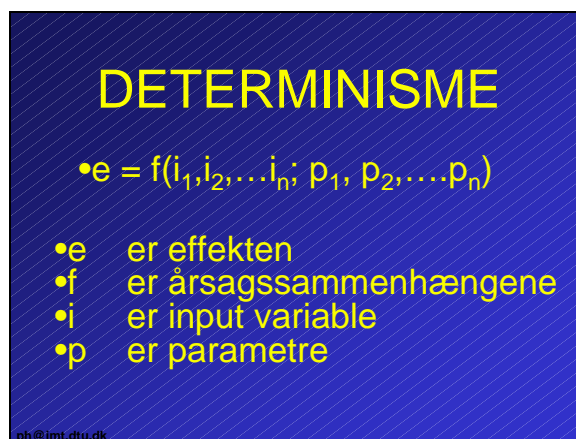 DETERMINISME
•e = f(i₁,i₂,…iₙ; p₁, p₂,….pₙ)
•e er effekten
•f er årsagssammenhængene
•i er input variable
•p er parametre
ph@imt.dtu.dk